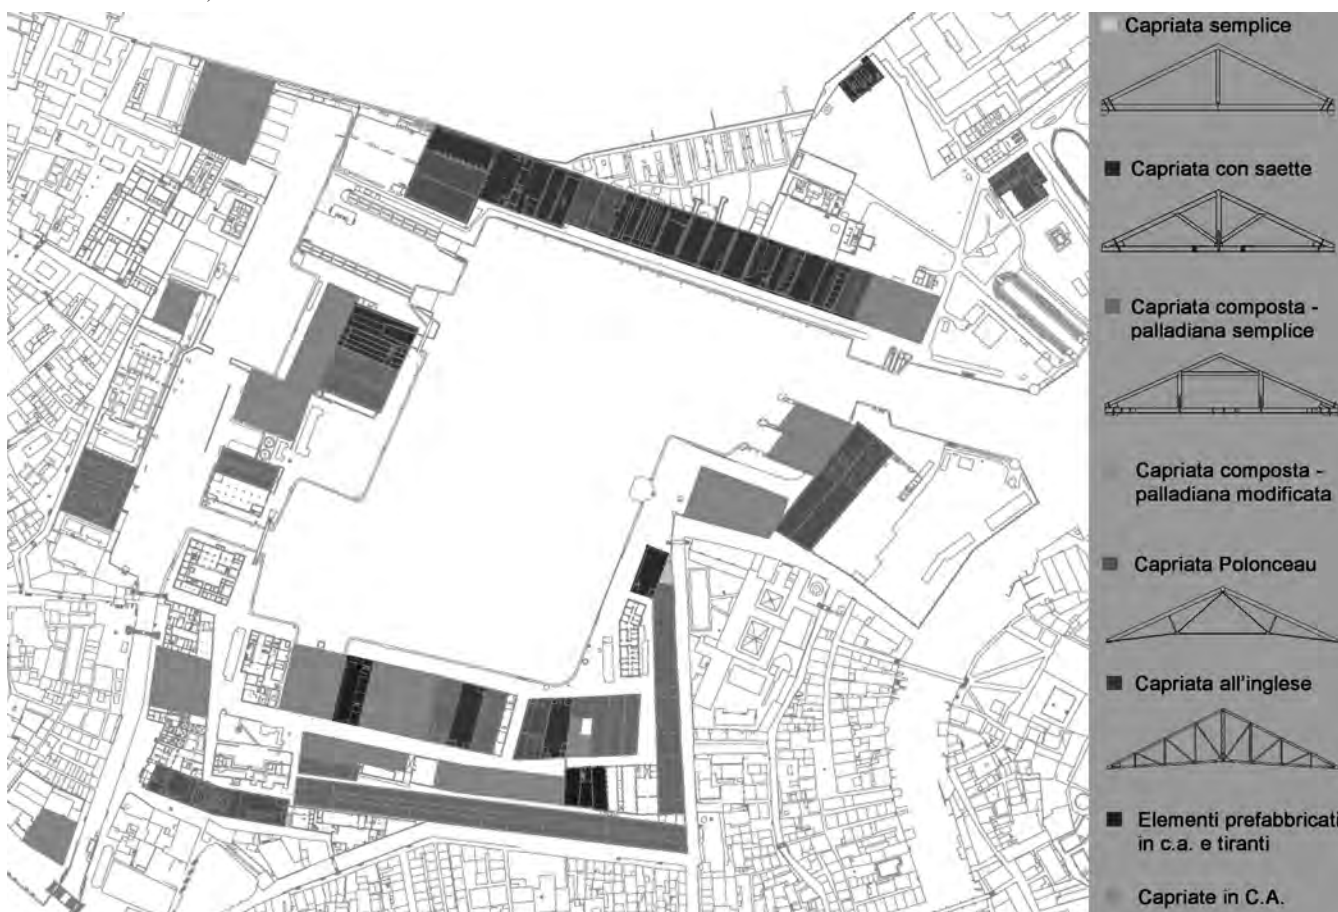 Capriata semplice
Capriata con saette
Capriata composta -
palladiana semplice
Capriata composta -
palladiana modificata
Capriata Polonceau
Capriata all'inglese
Elementi prefabbricati
in c.a. e tiranti
Capriate in C.A.